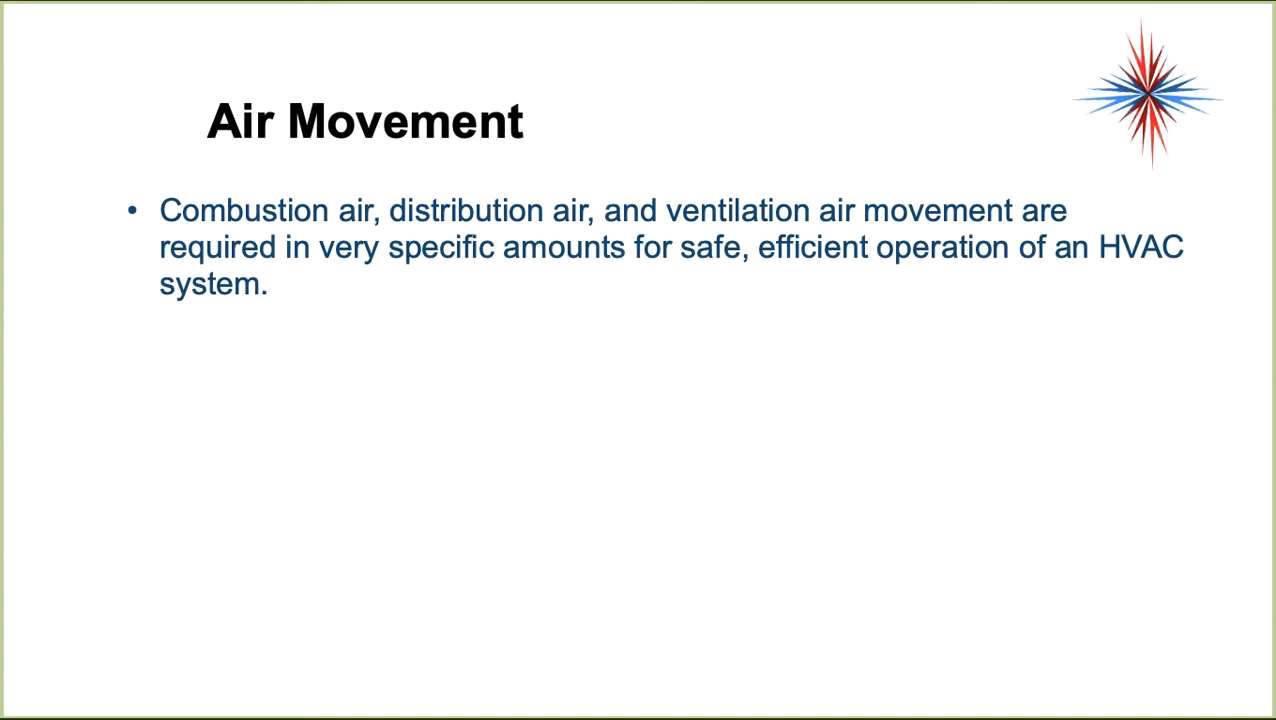 Air Movement
• Combustion air, distribution air, and ventilation air movement are
required in very specific amounts for safe, efficient operation of an HVAC
system.